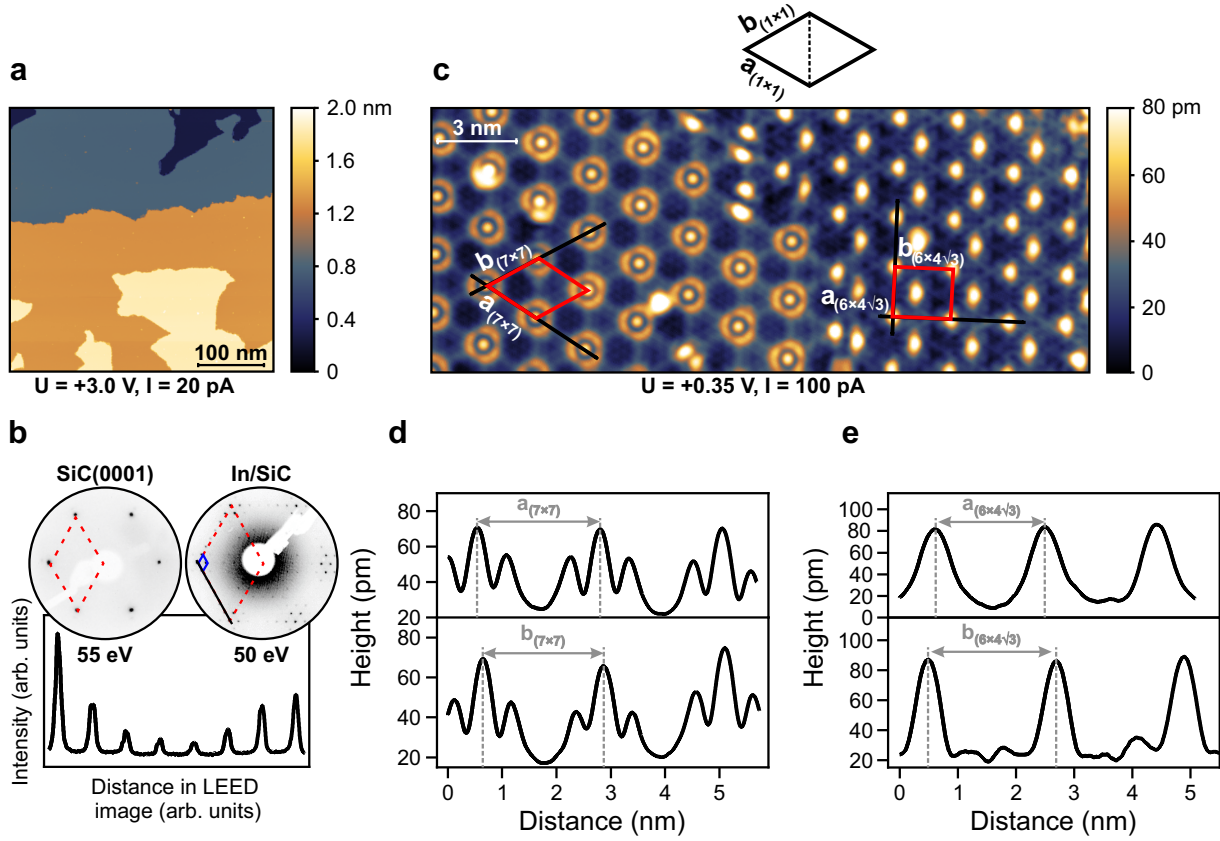 b(1×1)
a(1×1)
a
2.0 nm
1.6
1.2
0.8
0.4
0
100 nm
U = +3.0 V, I = 20 pA
c
3 nm
b(7×7)
a(7×7)
b(6×4√3)
a(6×4√3)
80 pm
60
40
20
0
U = +0.35 V, I = 100 pA
b
SiC(0001)
In/SiC
55 eV
50 eV
Intensity (arb. units)
Distance in LEED
image (arb. units)
d
a(7×7)
80
60
40
20
b(7×7)
80
60
40
20
Height (pm)
0 1 2 3 4 5
Distance (nm)
e
a(6×4√3)
100
80
60
40
20
0
b(6×4√3)
100
80
60
40
20
Height (pm)
0 1 2 3 4 5
Distance (nm)